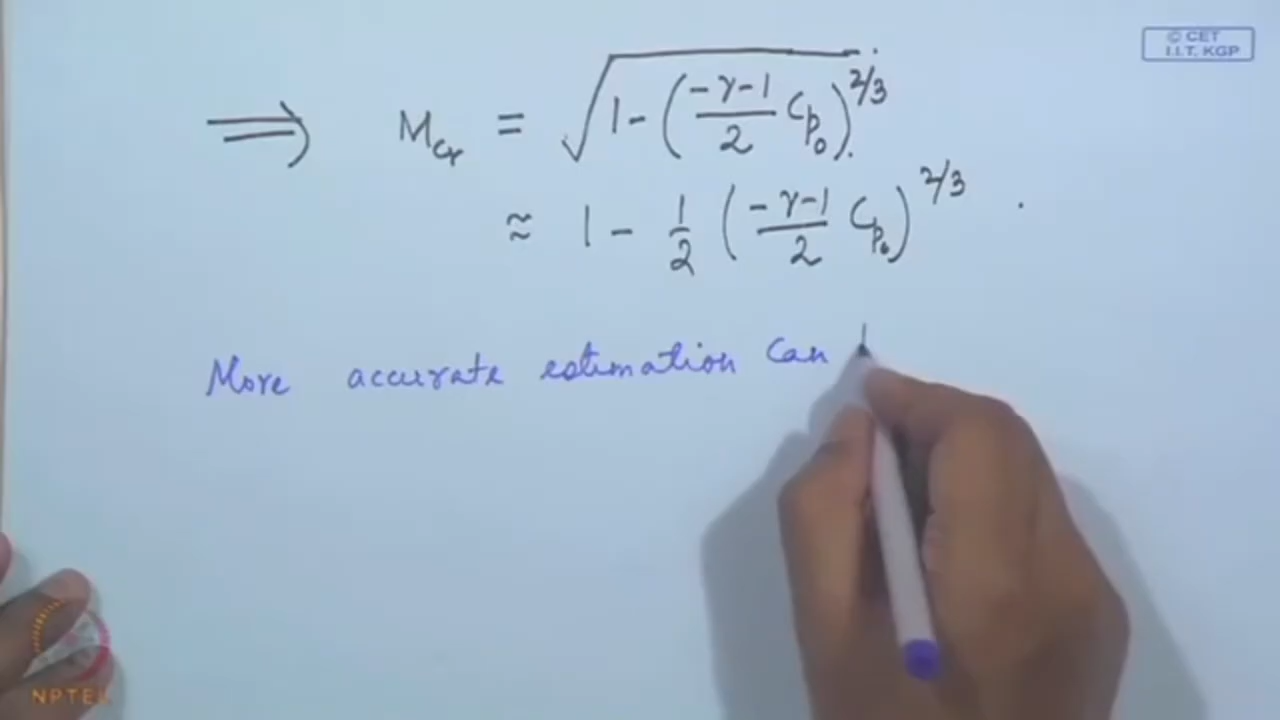 © CET
I.I.T. KGP
⟹ M_cr = √(1 - ((-γ-1)/2 C_p₀)^(2/3))
≈ 1 - 1/2 ((-γ-1)/2 C_p₀)^(2/3) .
More accurate estimation can
NPTEL